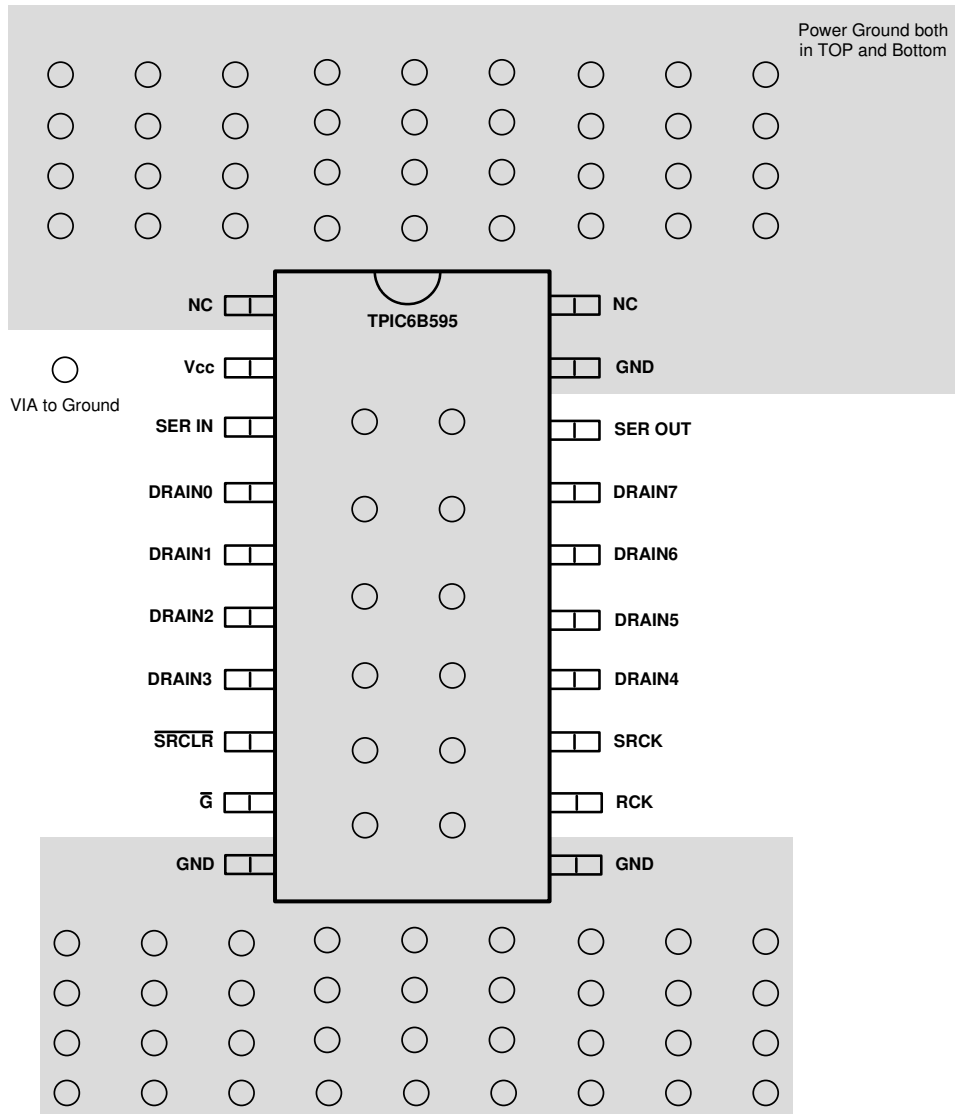 Power Ground both
in TOP and Bottom
NC
NC
TPIC6B595
Vcc
GND
VIA to Ground
SER IN
SER OUT
DRAIN0
DRAIN7
DRAIN1
DRAIN6
DRAIN2
DRAIN5
DRAIN3
DRAIN4
S̅R̅C̅L̅R̅
SRCK
G̅
RCK
GND
GND